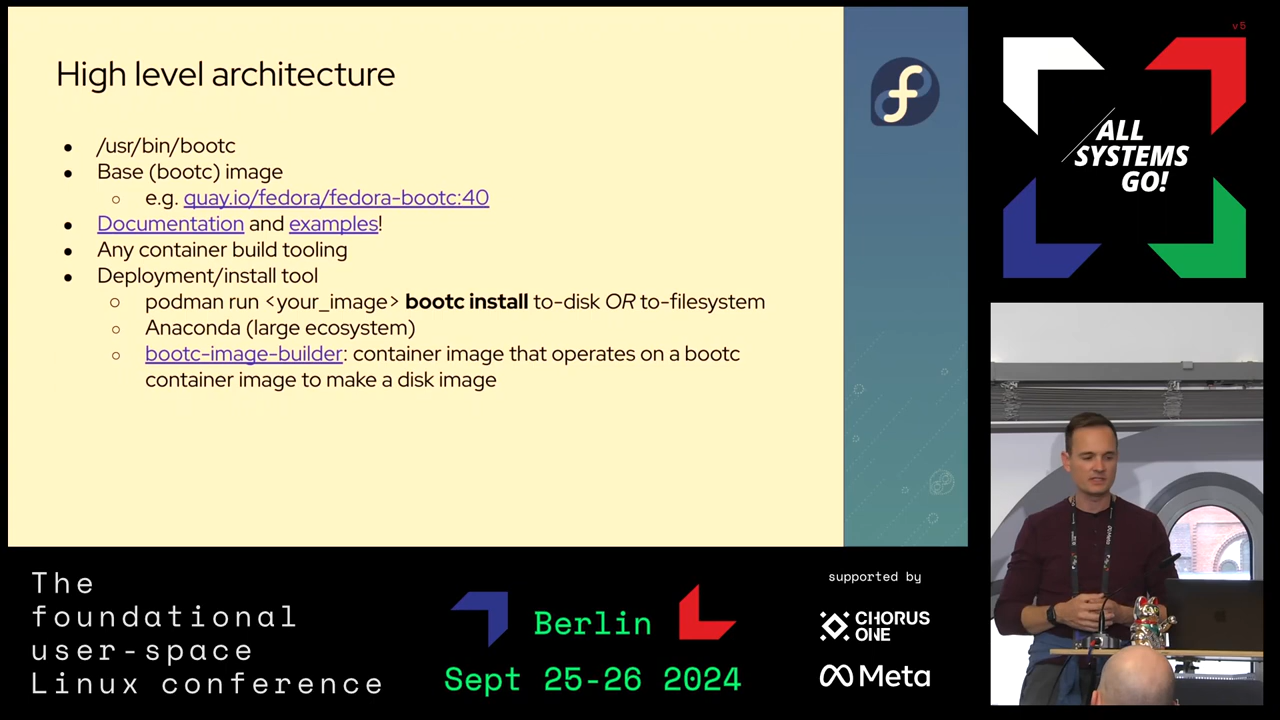 High level architecture
● /usr/bin/bootc
● Base (bootc) image
○ e.g. quay.io/fedora/fedora-bootc:40
● Documentation and examples!
● Any container build tooling
● Deployment/install tool
○ podman run <your_image> bootc install to-disk OR to-filesystem
○ Anaconda (large ecosystem)
○ bootc-image-builder: container image that operates on a bootc
container image to make a disk image
v5
ALL
SYSTEMS
GO!
The
foundational
user-space
Linux conference
Berlin
Sept 25-26 2024
supported by
CHORUS
ONE
Meta